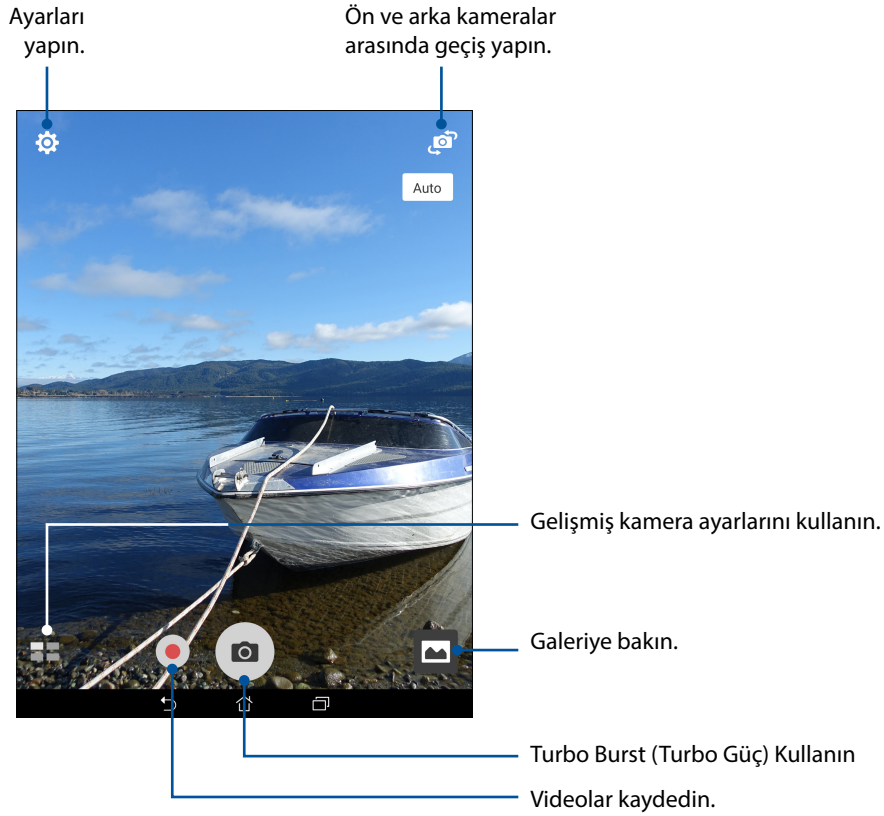 Ayarları
yapın.
Ön ve arka kameralar
arasında geçiş yapın.
Auto
Gelişmiş kamera ayarlarını kullanın.
Galeriye bakın.
Turbo Burst (Turbo Güç) Kullanın
Videolar kaydedin.